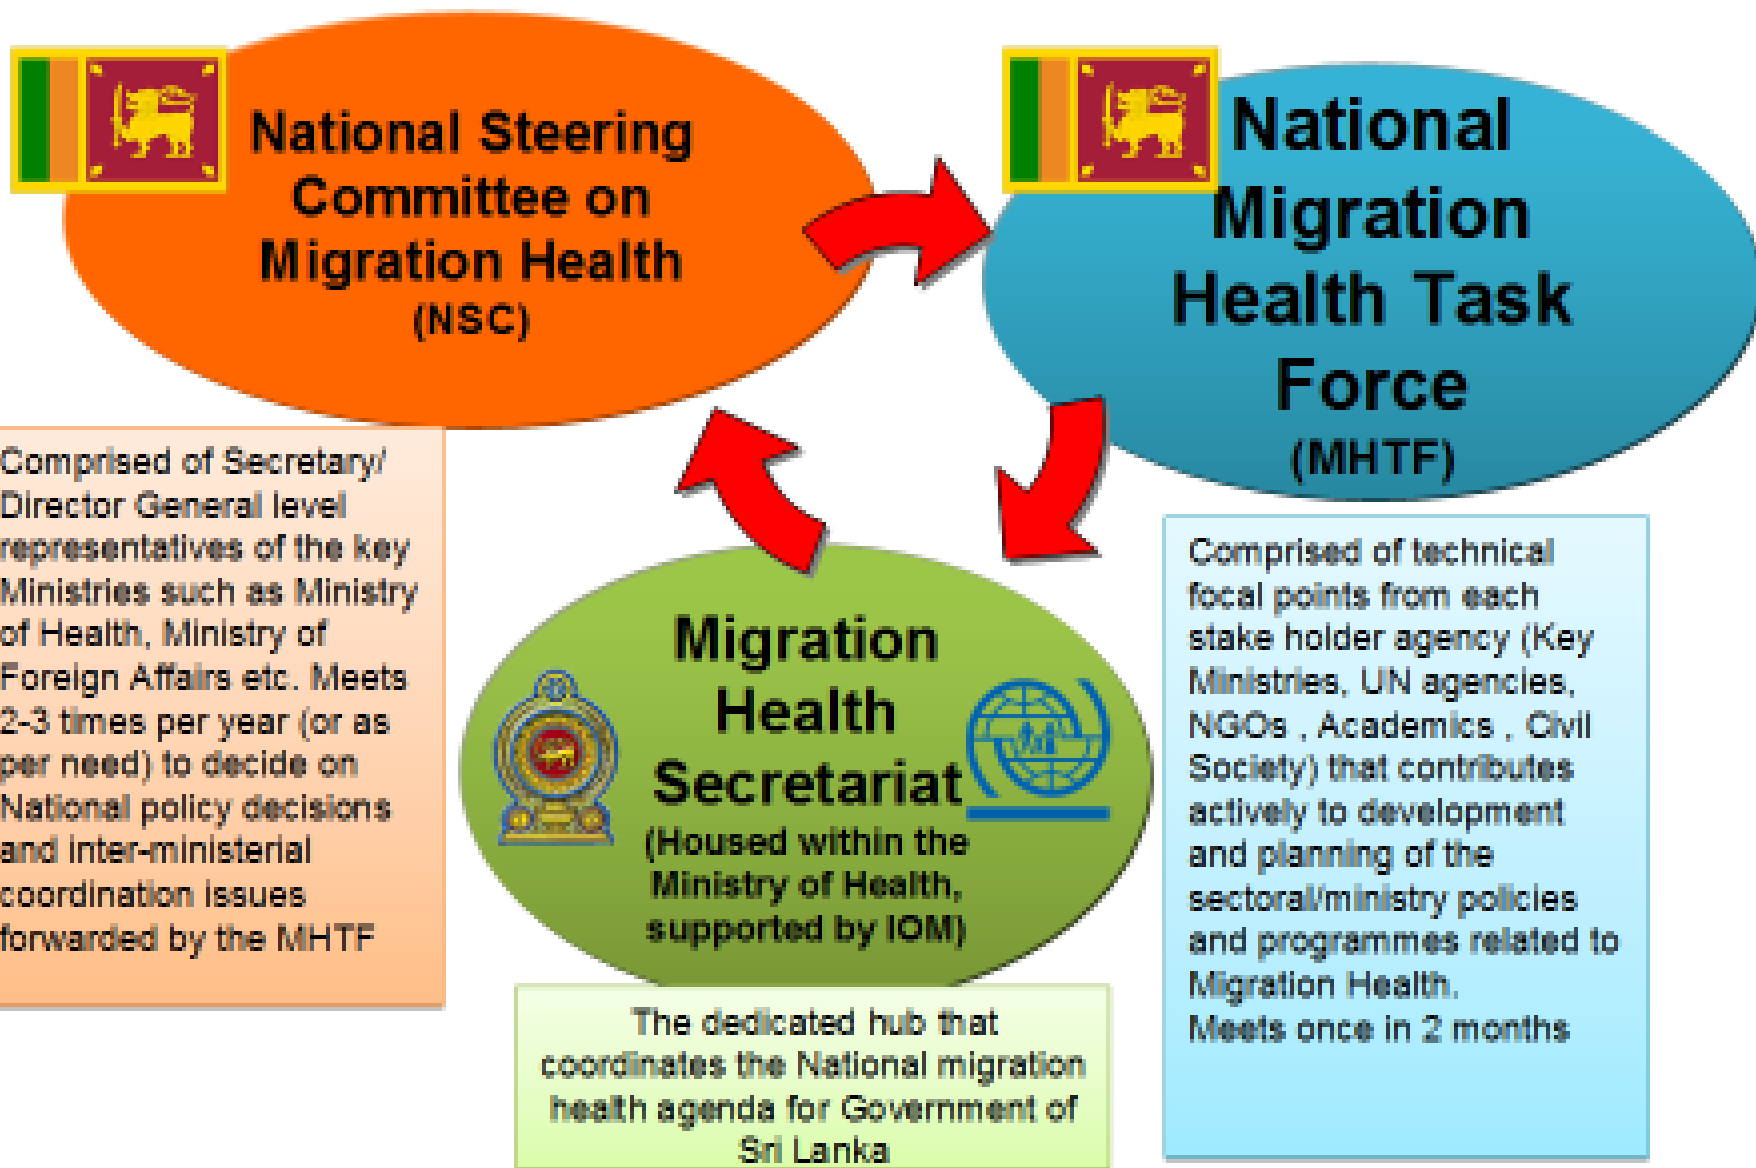 National Steering
Committee on
Migration Health
(NSC)
National
Migration
Health Task
Force
(MHTF)
Comprised of Secretary/
Director General level
representatives of the key
Ministries such as Ministry
of Health, Ministry of
Foreign Affairs etc. Meets
2-3 times per year (or as
per need) to decide on
National policy decisions
and inter-ministerial
coordination issues
forwarded by the MHTF
Migration
Health
Secretariat
(Housed within the
Ministry of Health,
supported by IOM)
The dedicated hub that
coordinates the National migration
health agenda for Government of
Sri Lanka
Comprised of technical
focal points from each
stake holder agency (Key
Ministries, UN agencies,
NGOs , Academics , Civil
Society) that contributes
actively to development
and planning of the
sectoral/ministry policies
and programmes related to
Migration Health.
Meets once in 2 months